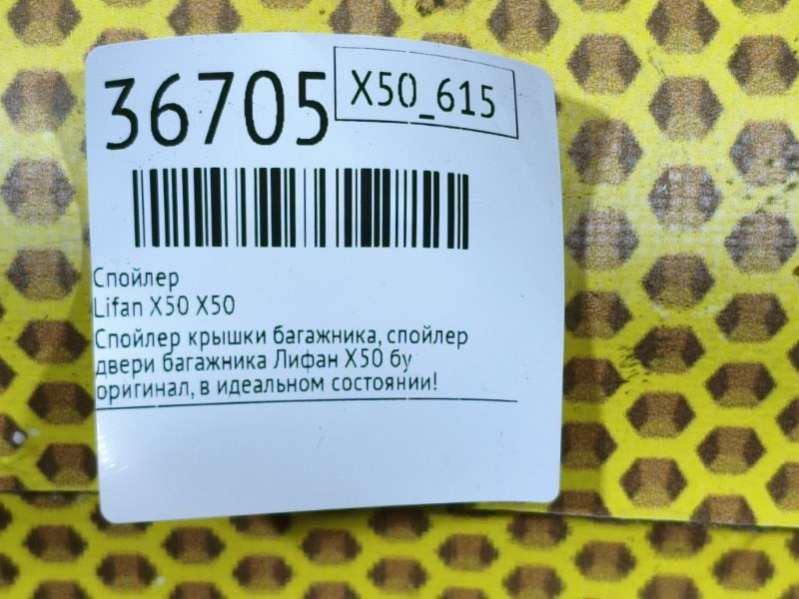 36705
X50_615
Спойлер
Lifan X50 X50
Спойлер крышки багажника, спойлер
двери багажника Лифан X50 бу
оригинал, в идеальном состоянии!